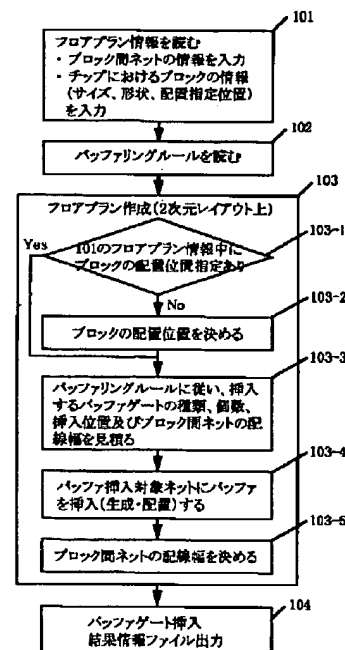 101
フロアプラン情報を読む
・ブロック間ネットの情報を入力
・チップにおけるブロックの情報
(サイズ、形状、配置指定位置)
を入力
102
バッファリングルールを読む
103
フロアプラン作成(2次元レイアウト上)
103-1
Yes
101のフロアプラン情報中に
ブロックの配置位置指定あり
No
103-2
ブロックの配置位置を決める
103-3
バッファリングルールに従い、挿入
するバッファゲートの種類、個数、
挿入位置及びブロック間ネットの配
線幅を見積る
103-4
バッファ挿入対象ネットにバッファ
を挿入(生成・配置)する
103-5
ブロック間ネットの配線幅を決める
104
バッファゲート挿入
結果情報ファイル出力